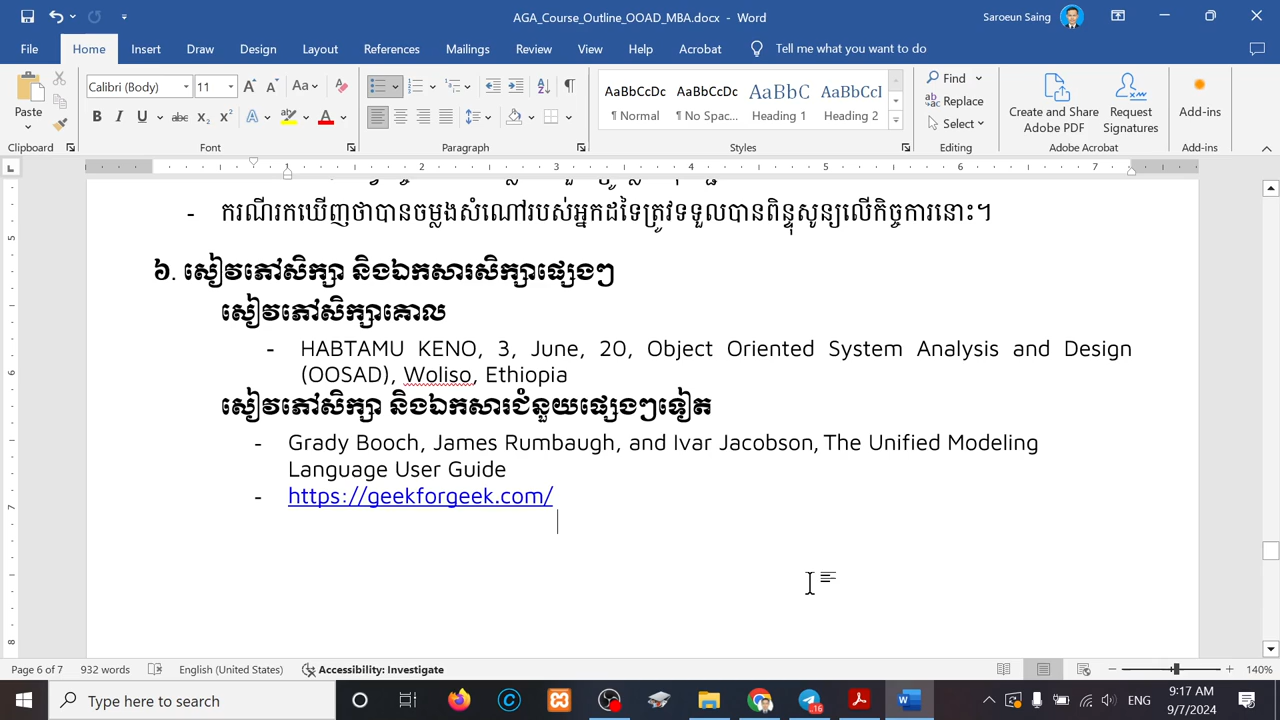 AGA_Course_Outline_OOAD_MBA.docx - Word
Saroeun Saing
File Home Insert Draw Design Layout References Mailings Review View Help Acrobat Tell me what you want to do
Calibri (Body) 11
Paste
AaBbCcDc AaBbCcDc AaBbC AaBbCcl
¶ Normal ¶ No Spac... Heading Heading 2
Find
Replace
Select
Create and Share Adobe PDF
Request Signatures
Add-ins
Clipboard Font Paragraph Styles Editing Adobe Acrobat Add-ins
1 2 3 4 5 6 7
- ករណីរកឃើញថាបានចម្លងសំណៅរបស់អ្នកដទៃត្រូវទទួលបានពិន្ទុសូន្យលើកិច្ចការនោះ។
៦. សៀវភៅសិក្សា និងឯកសារសិក្សាផ្សេងៗ
សៀវភៅសិក្សាគោល
- HABTAMU KENO, 3, June, 20, Object Oriented System Analysis and Design
(OOSAD), Woliso, Ethiopia
សៀវភៅសិក្សា និងឯកសារជំនួយផ្សេងៗទៀត
- Grady Booch, James Rumbaugh, and Ivar Jacobson, The Unified Modeling
Language User Guide
- https://geekforgeek.com/
Page 6 of 7 932 words English (United States) Accessibility: Investigate 140%
Type here to search
16
ENG
9:17 AM
9/7/2024